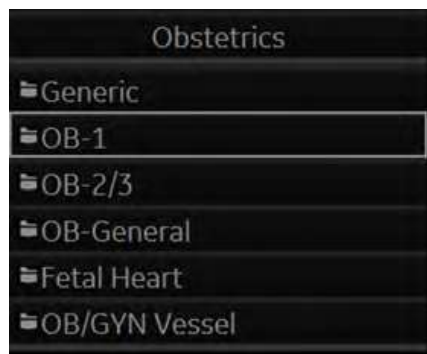 Obstetrics
Generic
OB-1
OB-2/3
OB-General
Fetal Heart
OB/GYN Vessel